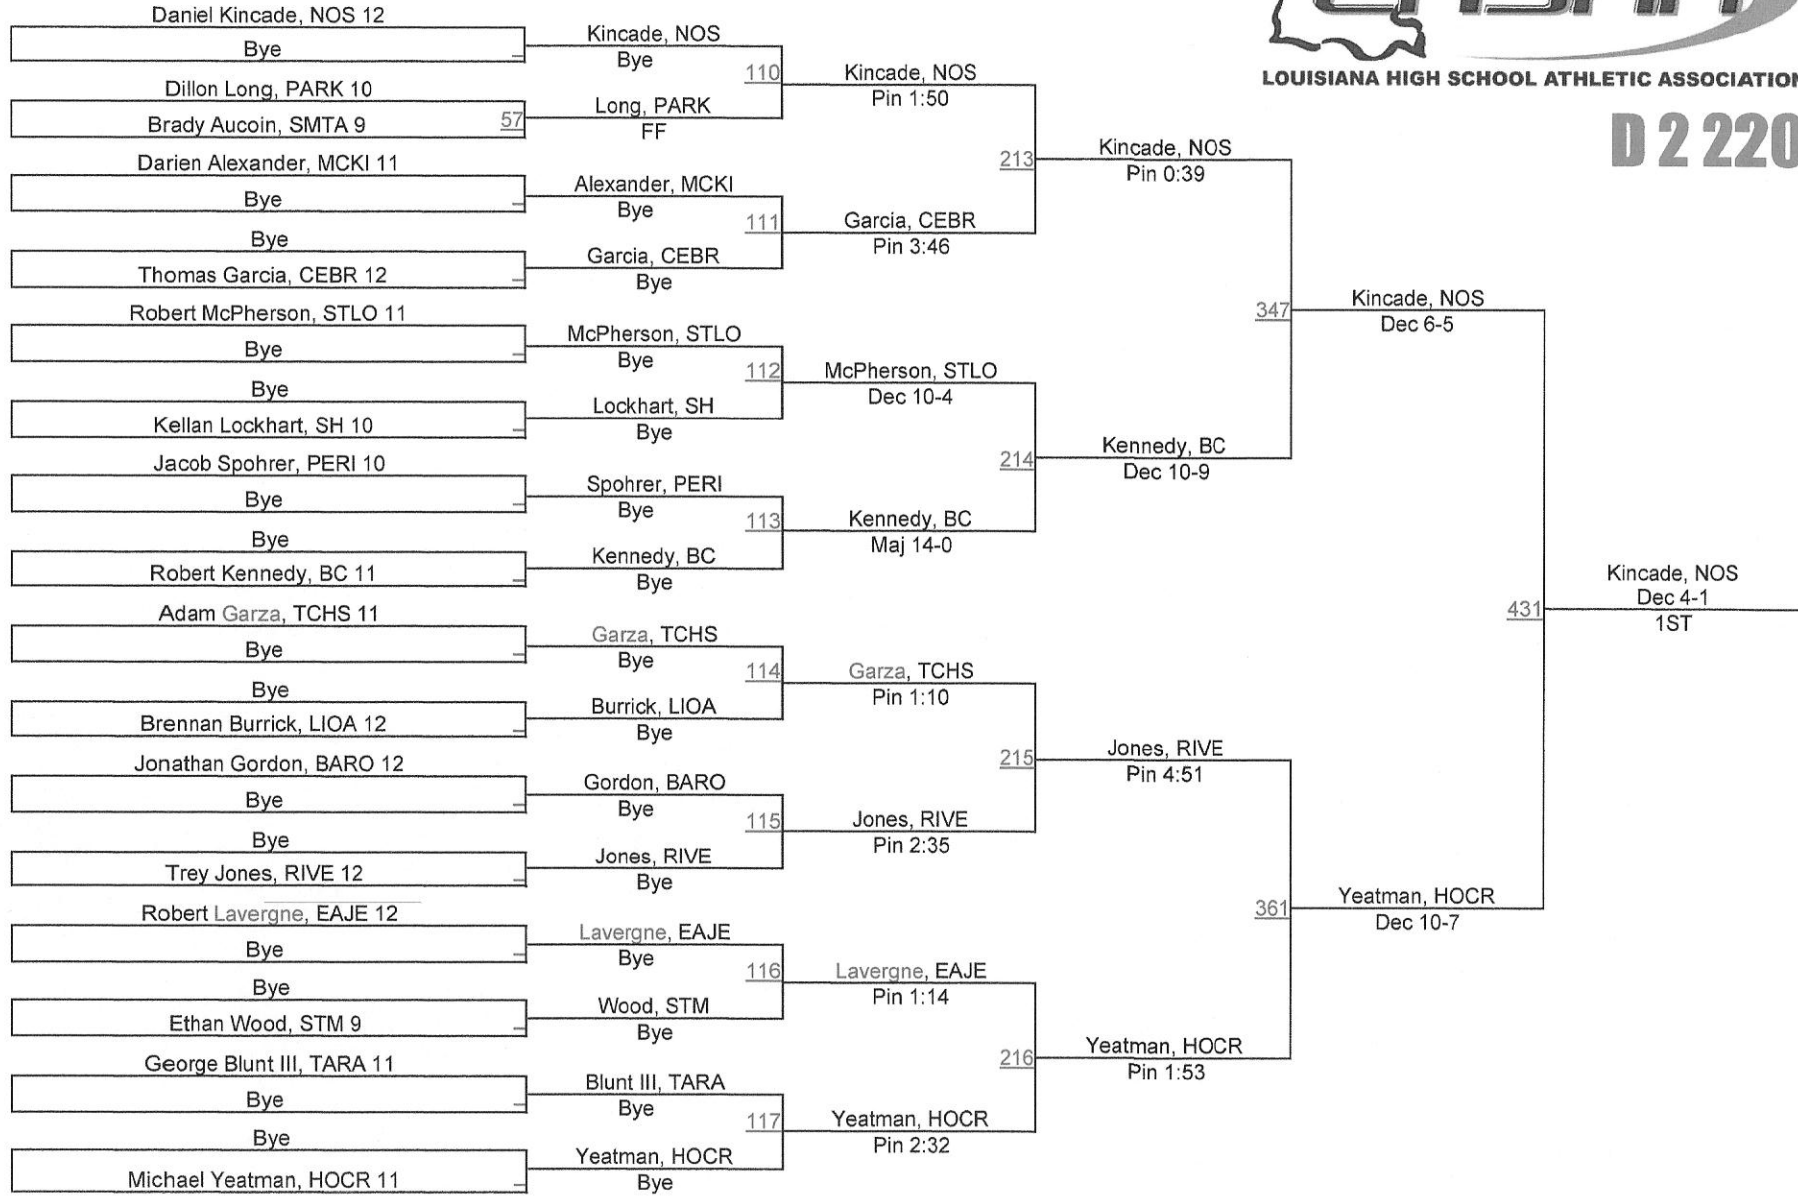 LOUISIANA HIGH SCHOOL ATHLETIC ASSOCIATION
D 2 220
Daniel Kincade, NOS 12
Bye
Dillon Long, PARK 10
Brady Aucoin, SMTA 9
57
Darien Alexander, MCKI 11
Bye
Bye
Thomas Garcia, CEBR 12
Robert McPherson, STLO 11
Bye
Bye
Kellan Lockhart, SH 10
Jacob Spohrer, PERI 10
Bye
Bye
Robert Kennedy, BC 11
Adam Garza, TCHS 11
Bye
Bye
Brennan Burrick, LIOA 12
Jonathan Gordon, BARO 12
Bye
Bye
Trey Jones, RIVE 12
Robert Lavergne, EAJE 12
Bye
Bye
Ethan Wood, STM 9
George Blunt III, TARA 11
Bye
Bye
Michael Yeatman, HOCR 11
Kincade, NOS
Bye
110
Long, PARK
FF
Alexander, MCKI
Bye
111
Garcia, CEBR
Bye
McPherson, STLO
Bye
112
Lockhart, SH
Bye
Spohrer, PERI
Bye
113
Kennedy, BC
Bye
Garza, TCHS
Bye
114
Burrick, LIOA
Bye
Gordon, BARO
Bye
115
Jones, RIVE
Bye
Lavergne, EAJE
Bye
116
Wood, STM
Bye
Blunt III, TARA
Bye
117
Yeatman, HOCR
Bye
Kincade, NOS
Pin 1:50
213
Garcia, CEBR
Pin 3:46
McPherson, STLO
Dec 10-4
214
Kennedy, BC
Maj 14-0
Garza, TCHS
Pin 1:10
215
Jones, RIVE
Pin 2:35
Lavergne, EAJE
Pin 1:14
216
Yeatman, HOCR
Pin 2:32
Kincade, NOS
Pin 0:39
347
Kennedy, BC
Dec 10-9
Jones, RIVE
Pin 4:51
361
Yeatman, HOCR
Pin 1:53
Kincade, NOS
Dec 6-5
431
Yeatman, HOCR
Dec 10-7
Kincade, NOS
Dec 4-1
1ST